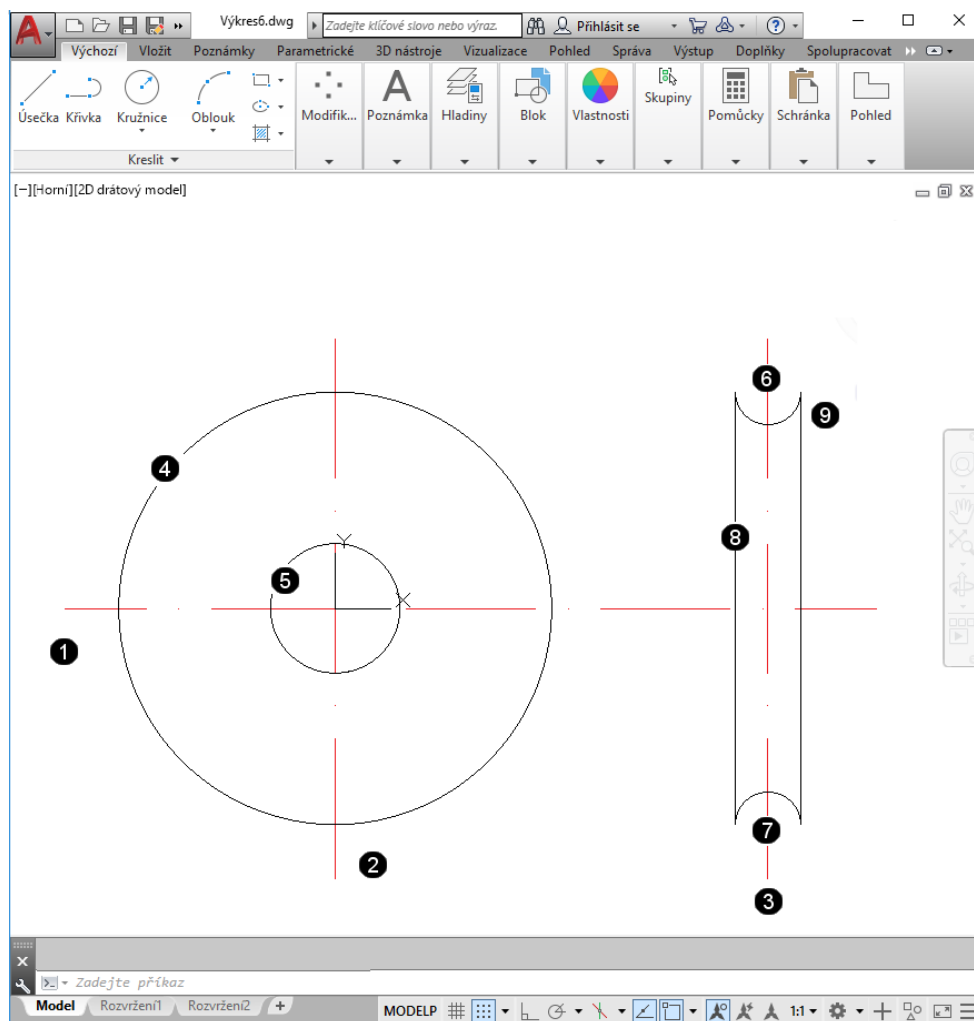 Výkres6.dwg
Zadejte klíčové slovo nebo výraz.
Přihlásit se
Výchozí Vložit Poznámky Parametrické 3D nástroje Vizualizace Pohled Správa Výstup Doplňky Spolupracovat
Úsečka Křivka Kružnice Oblouk Modifik... Poznámka Hladiny Blok Vlastnosti Skupiny Pomůcky Schránka Pohled
Kreslit
[−][Horní][2D drátový model]
6
9
4
8
Y
5
X
1
7
2
3
Zadejte příkaz
Model Rozvržení1 Rozvržení2 + MODELP 1:1